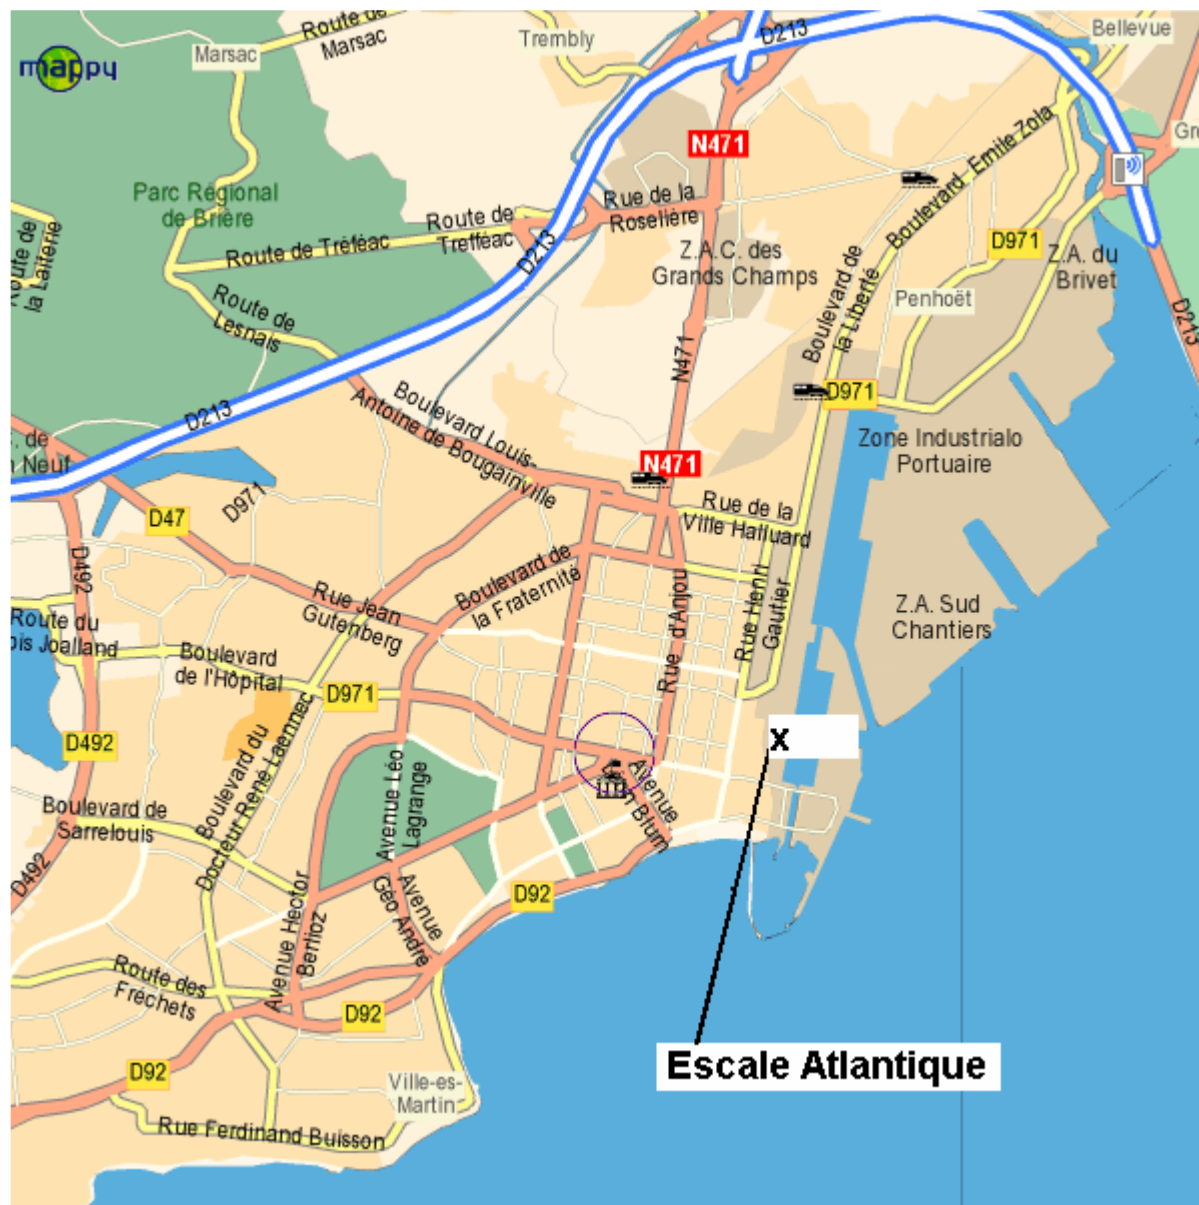 Route de
Marsac
Marsac
Trembly
D213
Bellevue
mappy
N471
Boulevard Emile Zola
Gre
Parc Régional
de Brière
Rue de la
Roselière
Route de
Treffféac
Route de Tréféac
Route de
la Laiterie
D213
Z.A.C. des
Grands Champs
D971
Z.A. du
Brivet
Boulevard de
la Liberté
Penhoët
Route de
Lesnais
D213
N471
D213
Boulevard Louis-
Antoine de Bougainville
D971
Zone Industrialo
Portuaire
. de
n Neuf
N471
D971
D47
Rue de la
Ville Halluard
D492
Boulevard de
la Fraternité
Rue Jean
Gutenberg
Rue d'Anjou
Rue Henri
Gautier
Z.A. Sud
Chantiers
Route du
ois Joalland
Boulevard
de l'Hôpital
D971
D492
Boulevard du
Docteur René Laennec
X
Avenue
Léon Blum
Avenue Léo
Lagrange
Boulevard de
Sarrelouis
D492
D92
Avenue
Géo André
Avenue Hector
Berlioz
Route des
Fréchets
D92
D92
Escale Atlantique
Ville-es-
Martin
Rue Ferdinand Buisson